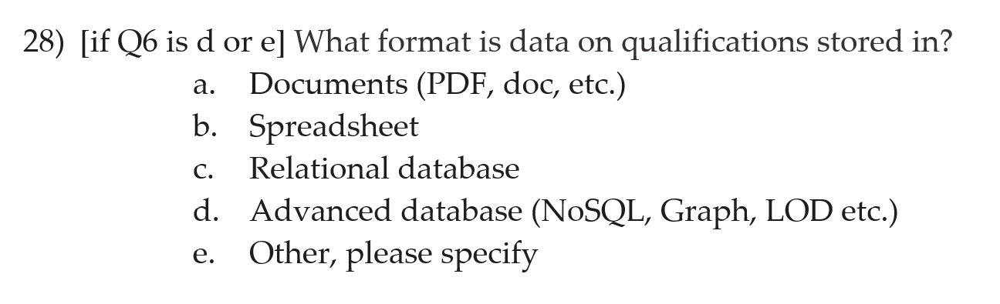 28) [if Q6 is d or e] What format is data on qualifications stored in?
a. Documents (PDF, doc, etc.)
b. Spreadsheet
c. Relational database
d. Advanced database (NoSQL, Graph, LOD etc.)
e. Other, please specify